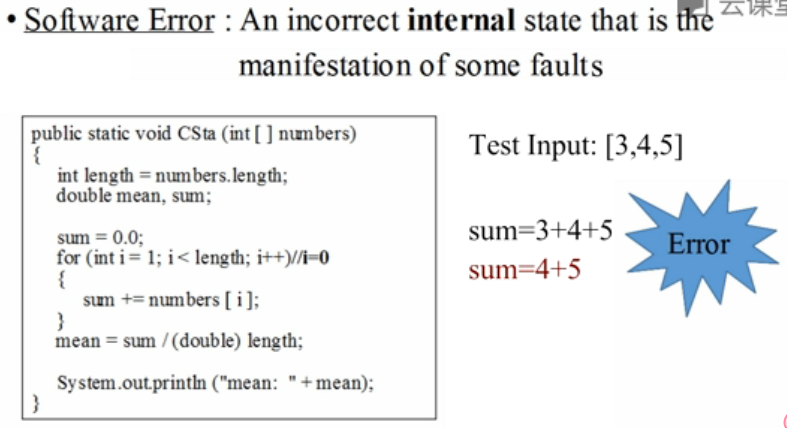 • Software Error : An incorrect internal state that is the
manifestation of some faults
云课堂
public static void CSta (int [ ] numbers)
{
int length = numbers.length;
double mean, sum;
sum = 0.0;
for (int i = 1; i < length; i++)//i=0
{
sum += numbers [ i ];
}
mean = sum / (double) length;
System.out.println ("mean: " + mean);
}
Test Input: [3,4,5]
sum=3+4+5
sum=4+5
Error